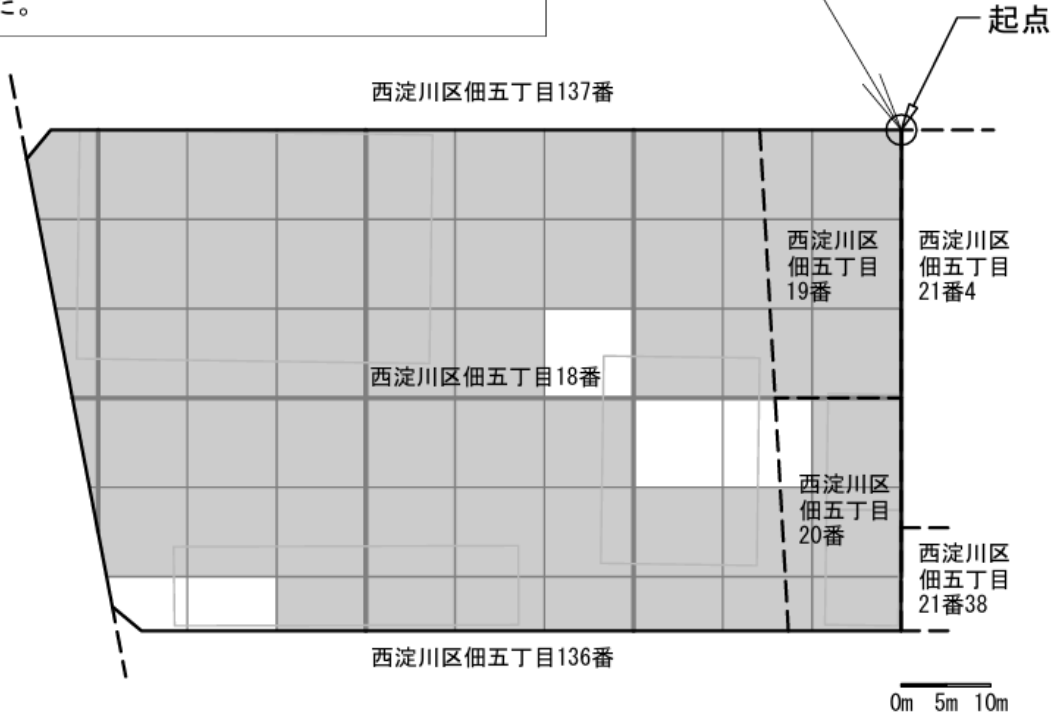 た。
起点
西淀川区佃五丁目137番
西淀川区
佃五丁目
19番
西淀川区
佃五丁目
21番4
西淀川区佃五丁目18番
西淀川区
佃五丁目
20番
西淀川区
佃五丁目
21番38
西淀川区佃五丁目136番
0m 5m 10m